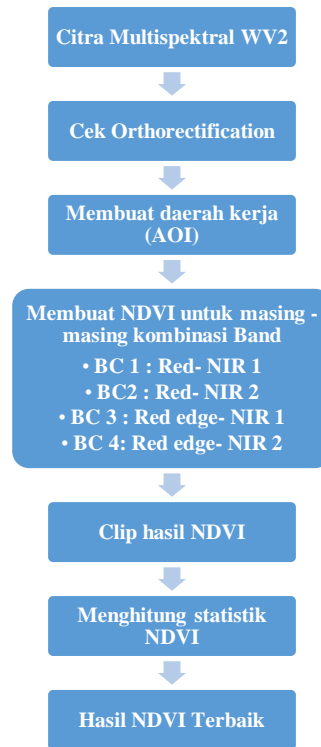 Citra Multispektral WV2
Cek Orthorectification
Membuat daerah kerja
(AOI)
Membuat NDVI untuk masing -
masing kombinasi Band
• BC 1 : Red- NIR 1
• BC2 : Red- NIR 2
• BC 3 : Red edge- NIR 1
• BC 4: Red edge- NIR 2
Clip hasil NDVI
Menghitung statistik
NDVI
Hasil NDVI Terbaik